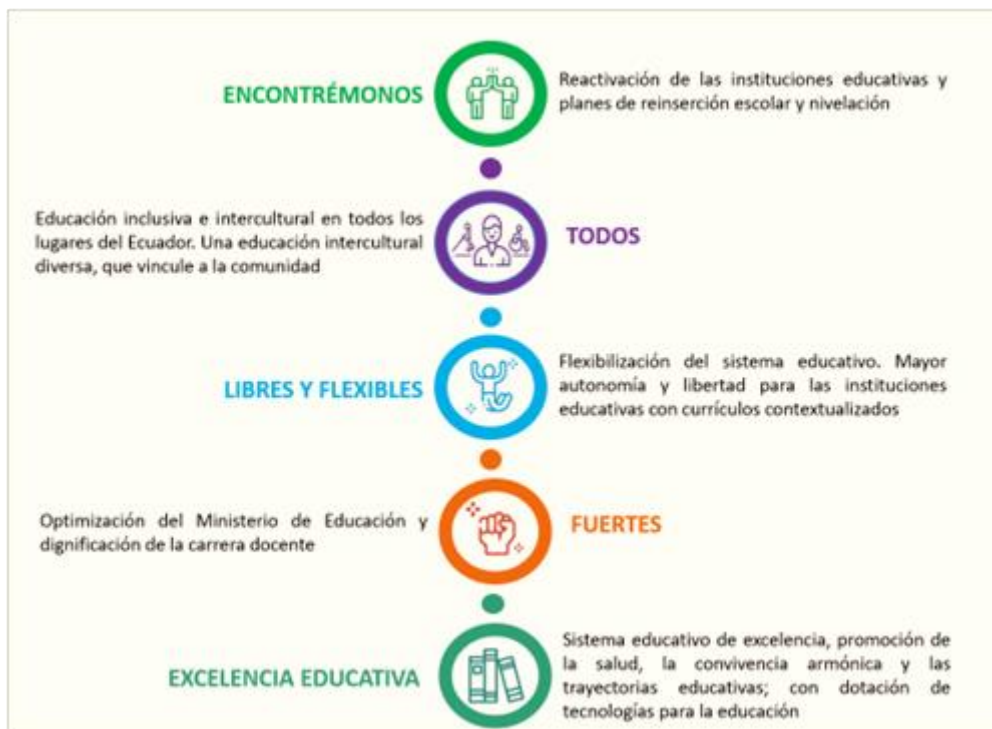 ENCONTRÉMONOS
Reactivación de las instituciones educativas y
planes de reinserción escolar y nivelación
Educación inclusiva e intercultural en todos los
lugares del Ecuador. Una educación intercultural
diversa, que vincule a la comunidad
TODOS
LIBRES Y FLEXIBLES
Flexibilización del sistema educativo. Mayor
autonomía y libertad para las instituciones
educativas con currículos contextualizados
Optimización del Ministerio de Educación y
dignificación de la carrera docente
FUERTES
EXCELENCIA EDUCATIVA
Sistema educativo de excelencia, promoción de
la salud, la convivencia armónica y las
trayectorias educativas; con dotación de
tecnologías para la educación